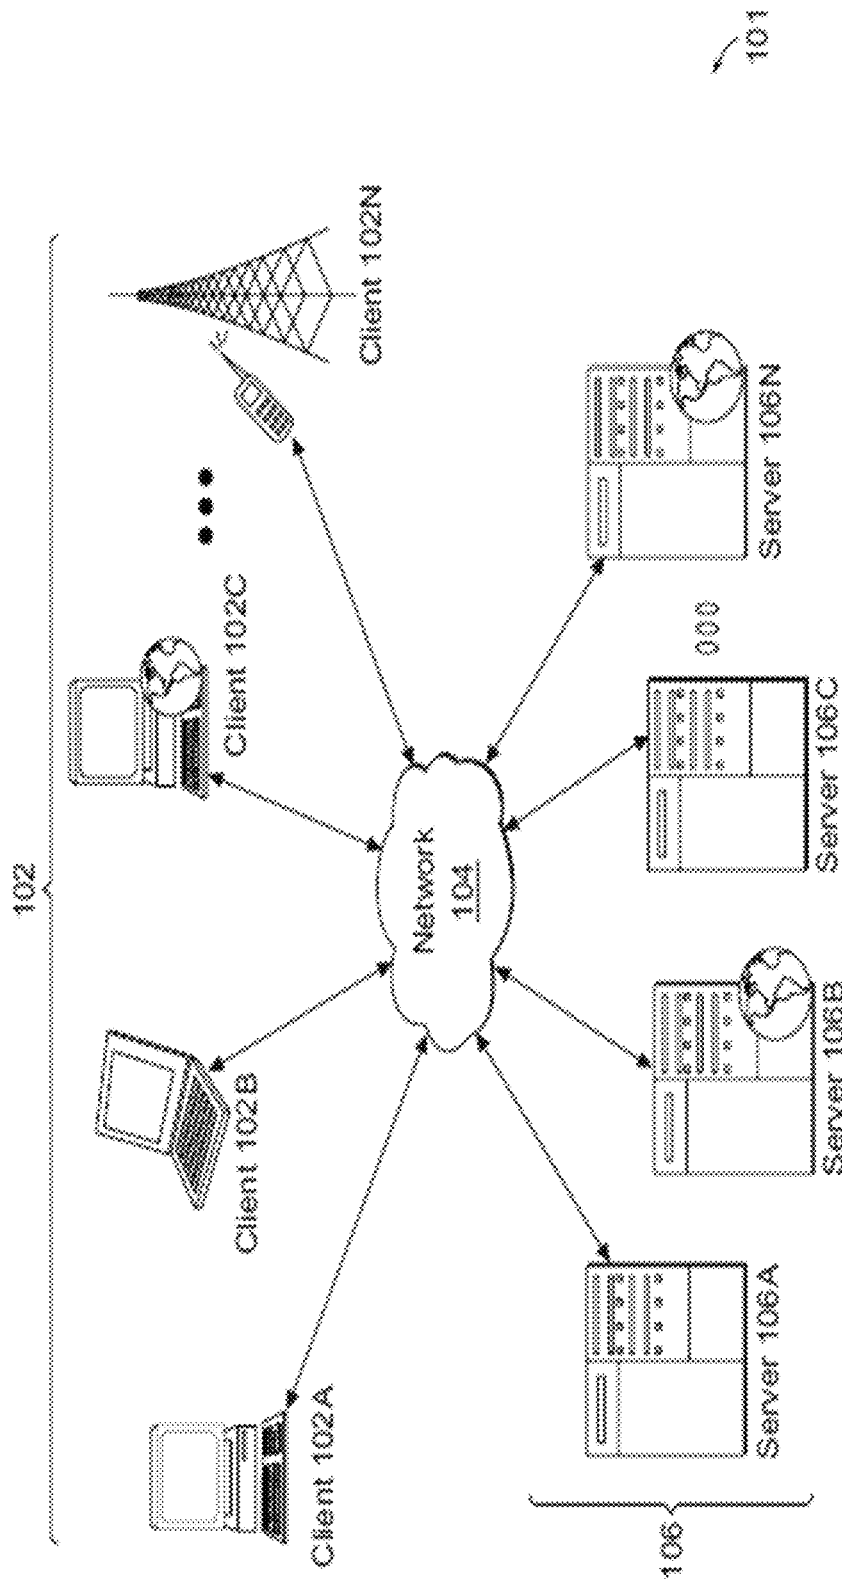 102
Client 102A
Client 102B
Client 102C
Client 102N
Network
104
106
Server 106A
Server 106B
Server 106C
000
Server 106N
101